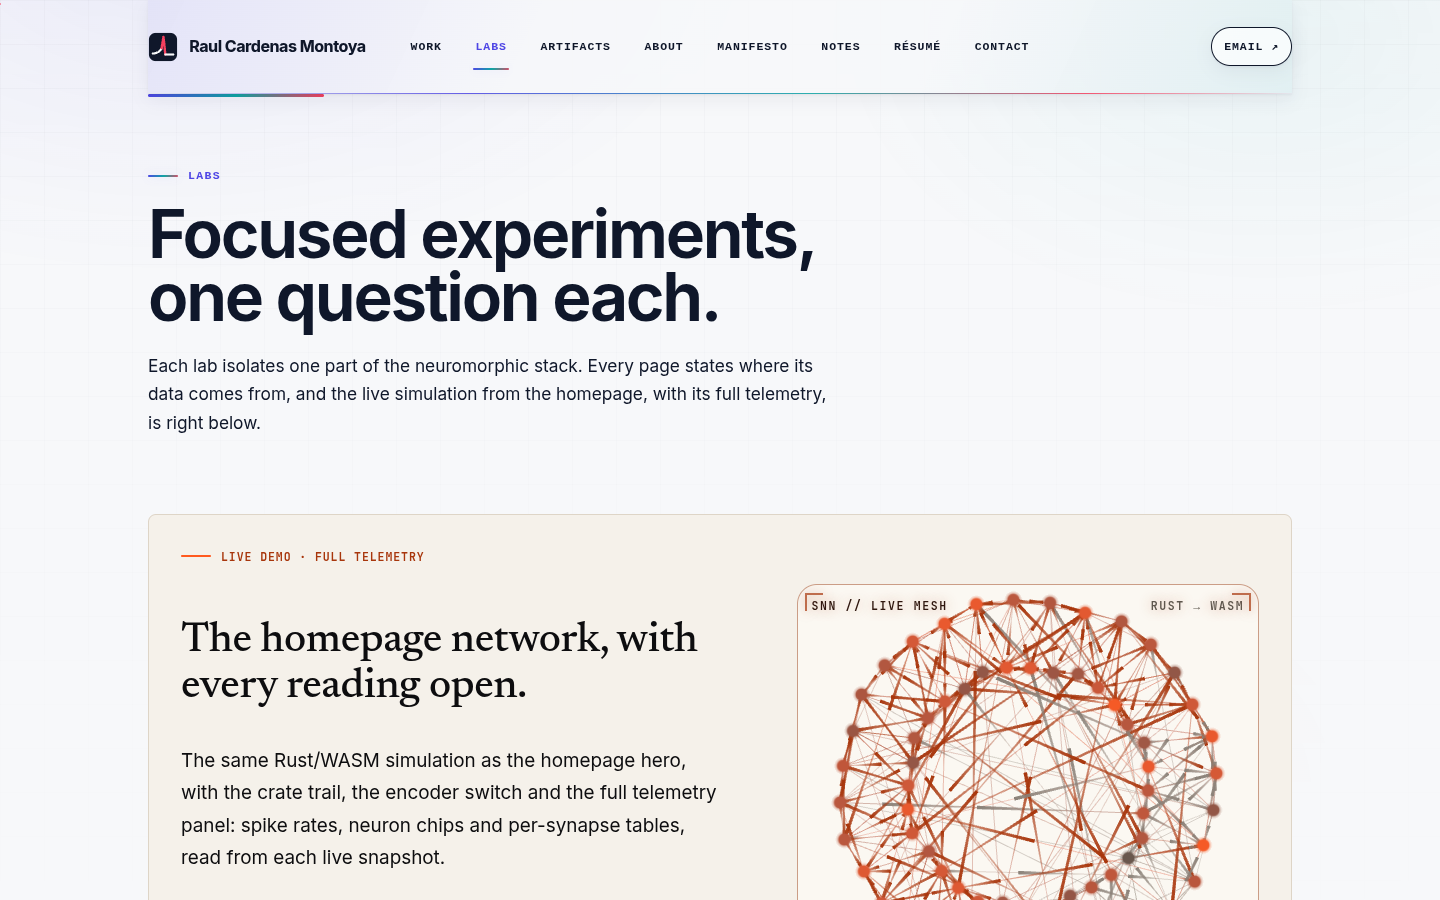 Raul Cardenas Montoya
WORK
LABS
ARTIFACTS
ABOUT
MANIFESTO
NOTES
RÉSUMÉ
CONTACT
EMAIL ↗
LABS
Focused experiments,
one question each.
Each lab isolates one part of the neuromorphic stack. Every page states where its
data comes from, and the live simulation from the homepage, with its full telemetry,
is right below.
LIVE DEMO · FULL TELEMETRY
The homepage network, with
every reading open.
The same Rust/WASM simulation as the homepage hero,
with the crate trail, the encoder switch and the full telemetry
panel: spike rates, neuron chips and per-synapse tables,
read from each live snapshot.
SNN // LIVE MESH
RUST → WASM